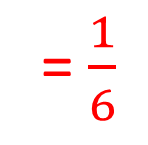 = 1/6